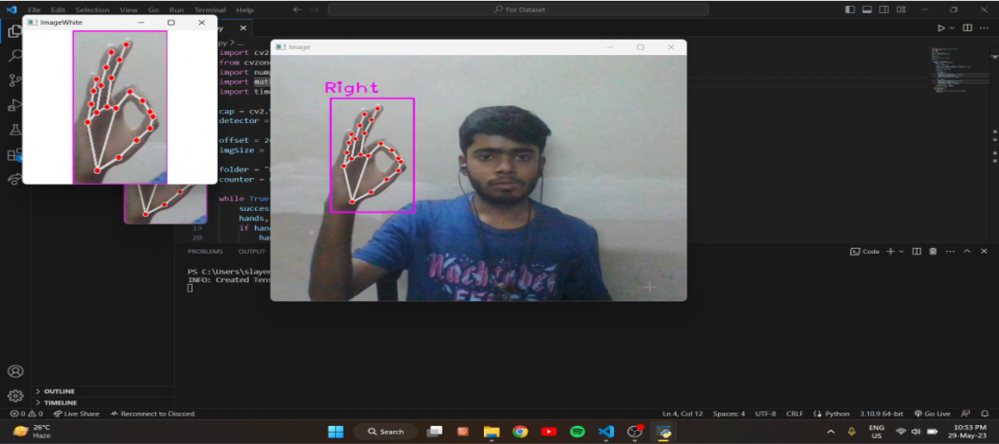 File Edit Selection View Go Run Terminal Help
For Dataset
ImageWhite
Image
Right
import cv2
from cvzone
import num
import mat
import time
cap = cv2.
detector =
offset = 20
imgSize =
folder = "
counter =
while True
succes
hands,
19 if han
20 ha
PROBLEMS OUTPUT
Code
PS C:\Users\slayer
INFO: Created Tens
OUTLINE
TIMELINE
0 0 Live Share Reconnect to Discord
Ln 4, Col 12 Spaces: 4 UTF-8 CRLF Python 3.10.9 64-bit Go Live
26°C
Haze
Search
ENG
US
10:53 PM
29-May-23